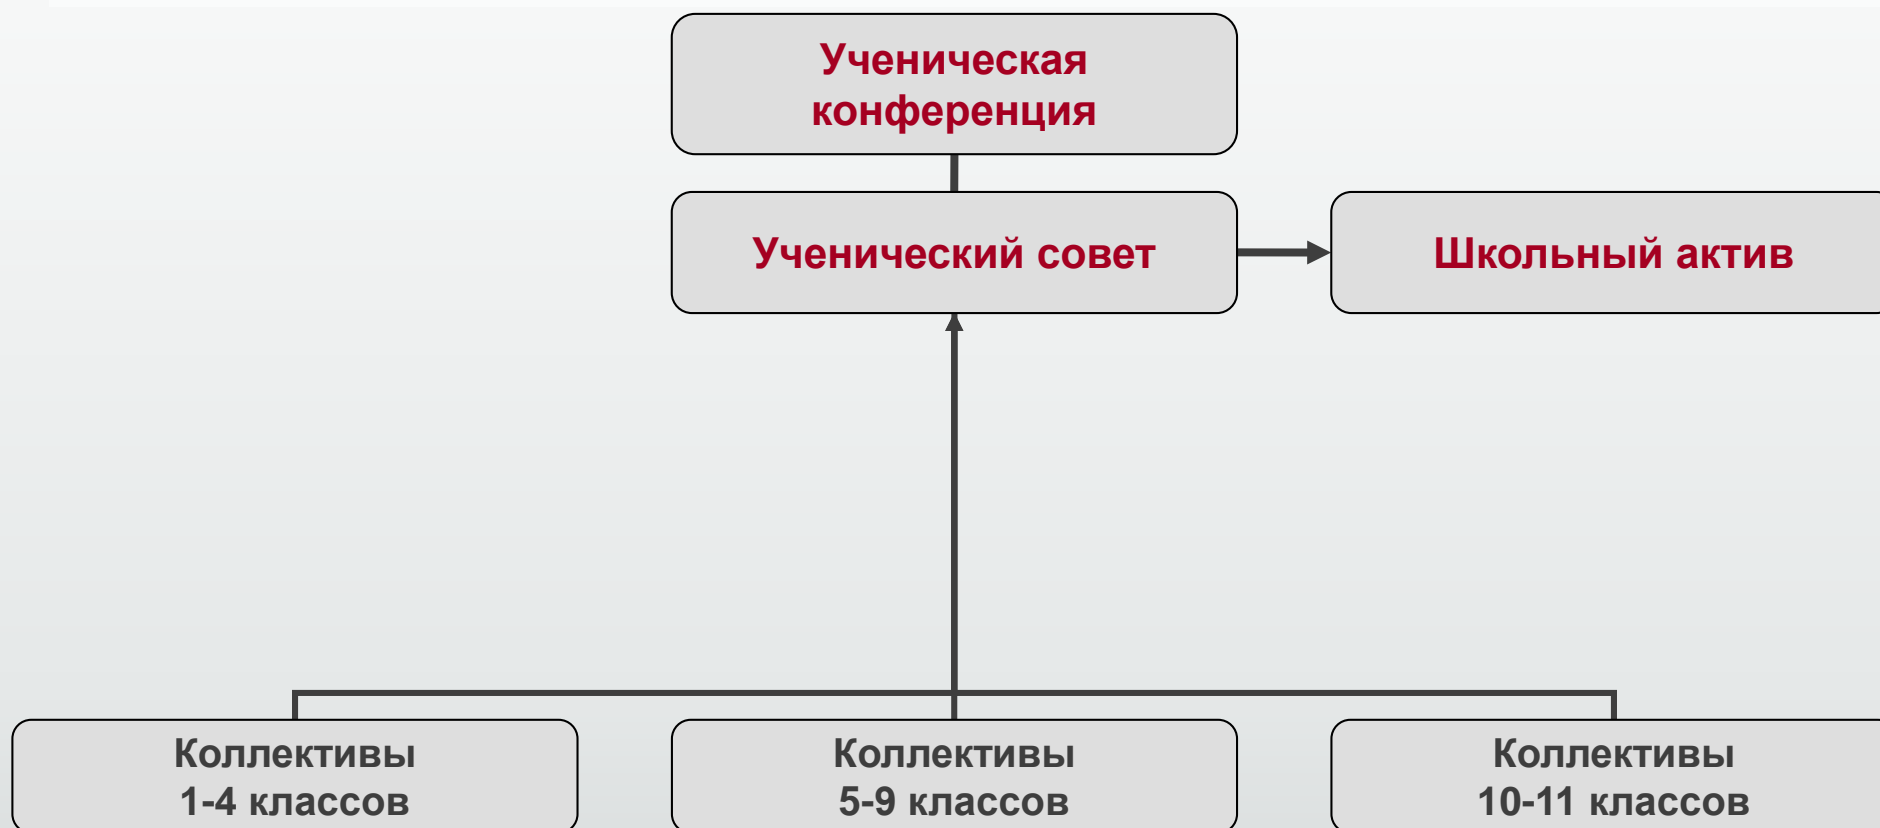 Ученическая
конференция
Ученический совет
Школьный актив
Коллективы
1-4 классов
Коллективы
5-9 классов
Коллективы
10-11 классов